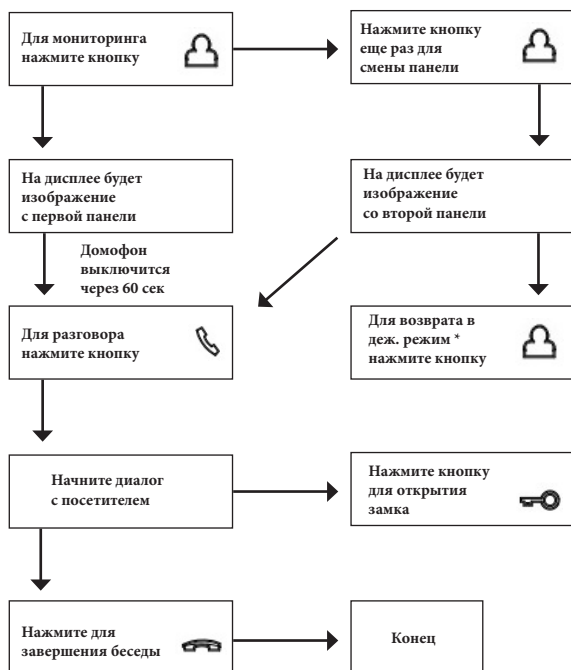 Для мониторинга
нажмите кнопку
Нажмите кнопку
еще раз для
смены панели
На дисплее будет
изображение
с первой панели
На дисплее будет
изображение
со второй панели
Домофон
выключится
через 60 сек
Для разговора
нажмите кнопку
Для возврата в
деж. режим *
нажмите кнопку
Начните диалог
с посетителем
Нажмите кнопку
для открытия
замка
Нажмите для
завершения беседы
Конец